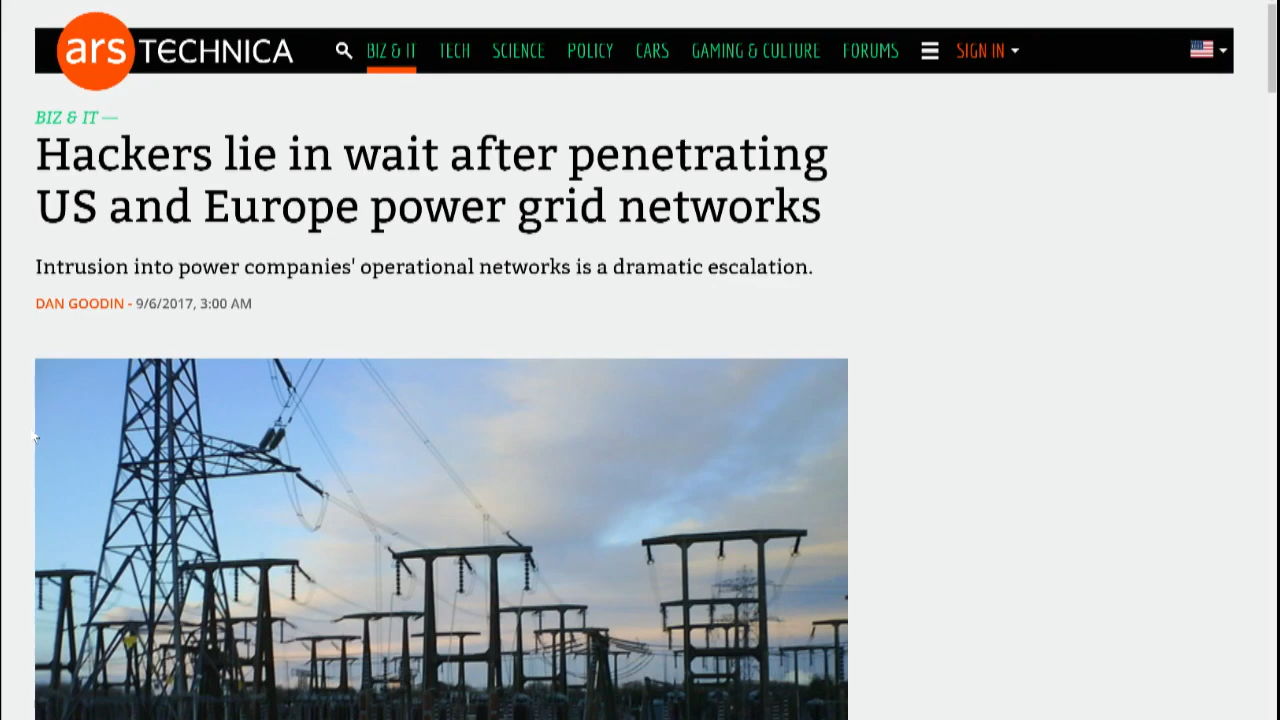 ars TECHNICA BIZ & IT TECH SCIENCE POLICY CARS GAMING & CULTURE FORUMS SIGN IN
BIZ & IT —
Hackers lie in wait after penetrating
US and Europe power grid networks
Intrusion into power companies' operational networks is a dramatic escalation.
DAN GOODIN - 9/6/2017, 3:00 AM